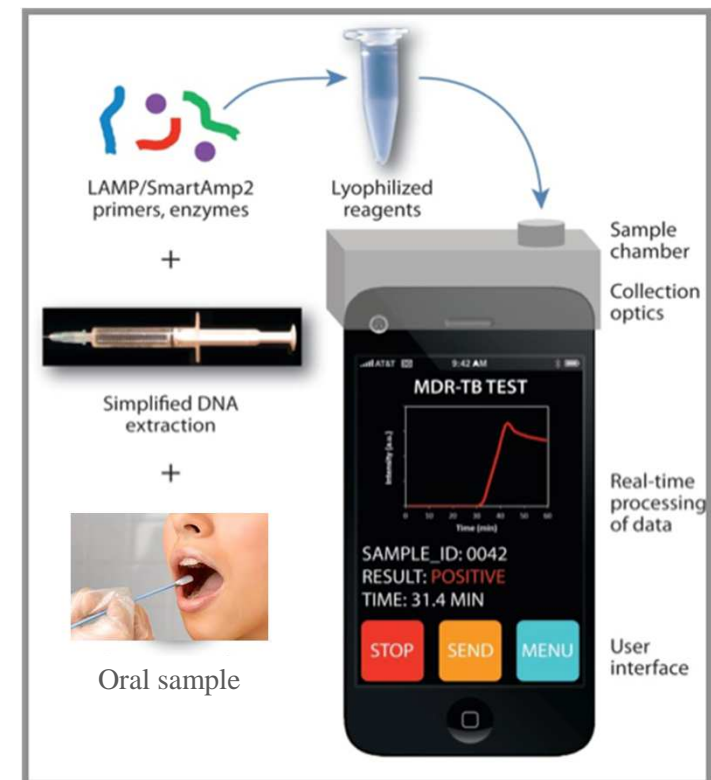 LAMP/SmartAmp2
primers, enzymes
+
Simplified DNA
extraction
+
Oral sample
Lyophilized
reagents
Sample
chamber
Collection
optics
Real-time
processing
of data
User
interface
AT&T 9:42 AM
MDR-TB TEST
Intensity [a.u.]
0 10 20 30 40 50 60
Time (min)
SAMPLE_ID: 0042
RESULT: POSITIVE
TIME: 31.4 MIN
STOP SEND MENU